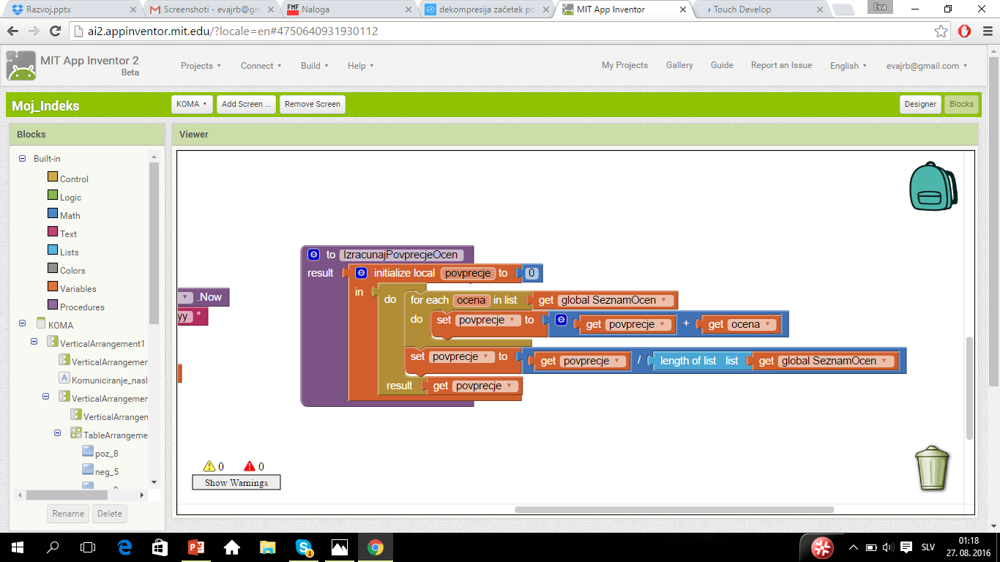 Razvoj.pptx
Screenshoti - evajrb@gm
FMF Naloga
dekompresija začetek po
MIT App Inventor
Touch Develop
Eva
ai2.appinventor.mit.edu/?locale=en#4750640931930112
MIT App Inventor 2
Beta
Projects Connect Build Help
My Projects Gallery Guide Report an Issue English evajrb@gmail.com
Moj_Indeks
KOMA Add Screen ... Remove Screen
Designer Blocks
Blocks
Viewer
Built-in
Control
Logic
Math
Text
Lists
Colors
Variables
Procedures
KOMA
VerticalArrangement1
VerticalArrangemen
Komuniciranje_nasl
VerticalArrangemen
VerticalArrangen
TableArrangeme
poz_8
neg_5
Rename Delete
.Now
yy "
to IzracunajPovprecjeOcen
result initialize local povprecje to 0
in do for each ocena in list get global SeznamOcen
do set povprecje to get povprecje + get ocena
set povprecje to get povprecje / length of list list get global SeznamOcen
result get povprecje
0 0
Show Warnings
1
SLV
01:18
27. 08. 2016